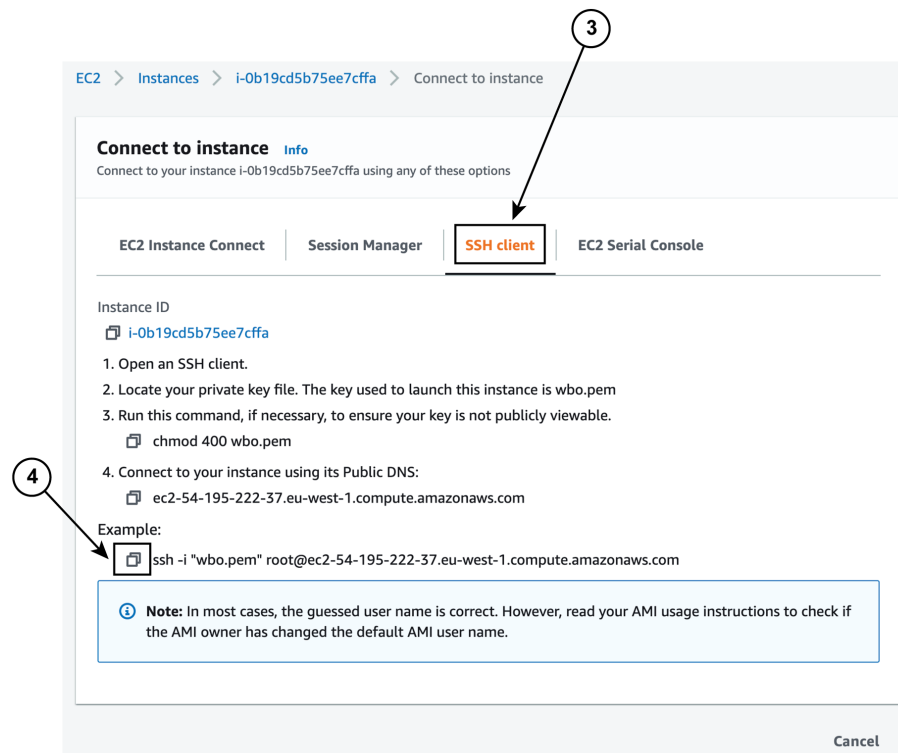 3
EC2 > Instances > i-0b19cd5b75ee7cffa > Connect to instance
Connect to instance Info
Connect to your instance i-0b19cd5b75ee7cffa using any of these options
EC2 Instance Connect Session Manager SSH client EC2 Serial Console
Instance ID
i-0b19cd5b75ee7cffa
1. Open an SSH client.
2. Locate your private key file. The key used to launch this instance is wbo.pem
3. Run this command, if necessary, to ensure your key is not publicly viewable.
chmod 400 wbo.pem
4. Connect to your instance using its Public DNS:
4
ec2-54-195-222-37.eu-west-1.compute.amazonaws.com
Example:
ssh -i "wbo.pem" root@ec2-54-195-222-37.eu-west-1.compute.amazonaws.com
Note: In most cases, the guessed user name is correct. However, read your AMI usage instructions to check if
the AMI owner has changed the default AMI user name.
Cancel